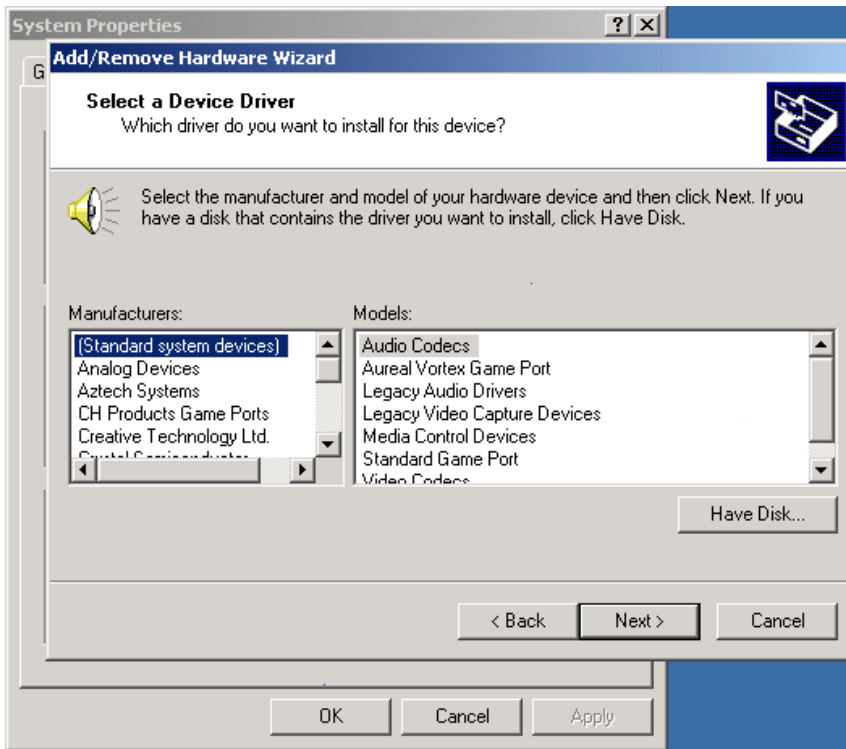 System Properties
?
G
Add/Remove Hardware Wizard
Select a Device Driver
Which driver do you want to install for this device?
Select the manufacturer and model of your hardware device and then click Next. If you
have a disk that contains the driver you want to install, click Have Disk.
Manufacturers:
(Standard system devices)
Analog Devices
Aztech Systems
CH Products Game Ports
Creative Technology Ltd.
Crystal Semiconductor
Models:
Audio Codecs
Aureal Vortex Game Port
Legacy Audio Drivers
Legacy Video Capture Devices
Media Control Devices
Standard Game Port
Video Codecs
Have Disk...
< Back
Next >
Cancel
OK
Cancel
Apply